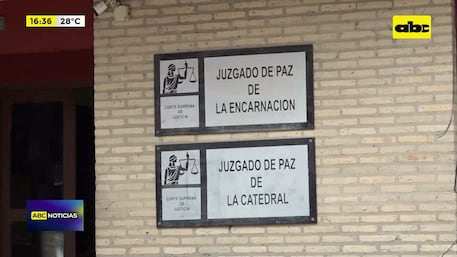 16:36 28°C
abc
JUZGADO DE PAZ
DE
LA ENCARNACION
CORTE SUPREMA
DE
JUSTICIA
JUZGADO DE PAZ
DE
LA CATEDRAL
CORTE SUPREMA
DE
JUSTICIA
ABC NOTICIAS